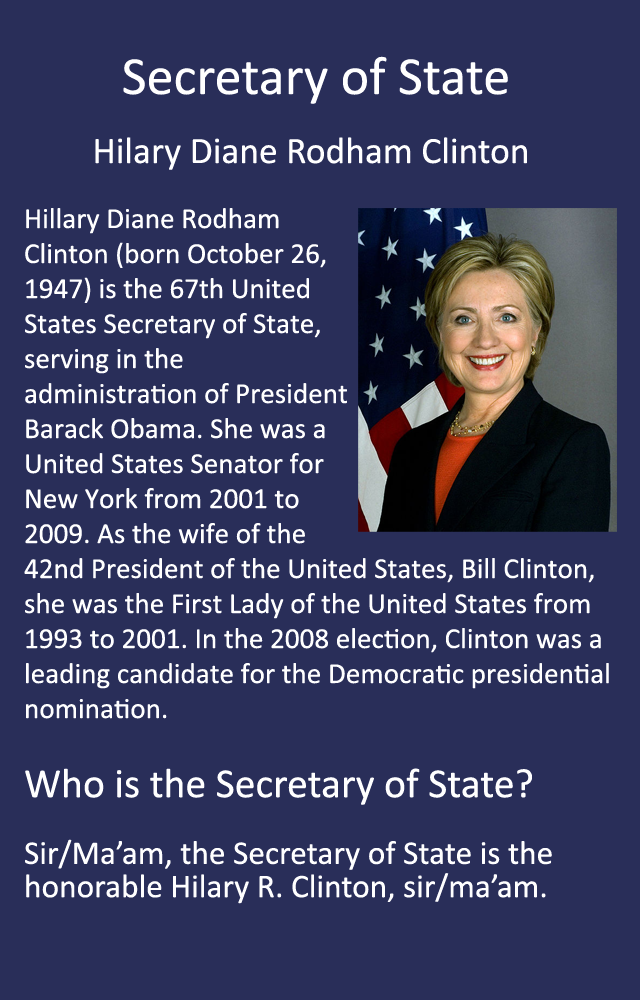 Secretary of State
Hilary Diane Rodham Clinton
Hillary Diane Rodham
Clinton (born October 26,
1947) is the 67th United
States Secretary of State,
serving in the
administration of President
Barack Obama. She was a
United States Senator for
New York from 2001 to
2009. As the wife of the
42nd President of the United States, Bill Clinton,
she was the First Lady of the United States from
1993 to 2001. In the 2008 election, Clinton was a
leading candidate for the Democratic presidential
nomination.
Who is the Secretary of State?
Sir/Ma’am, the Secretary of State is the
honorable Hilary R. Clinton, sir/ma’am.